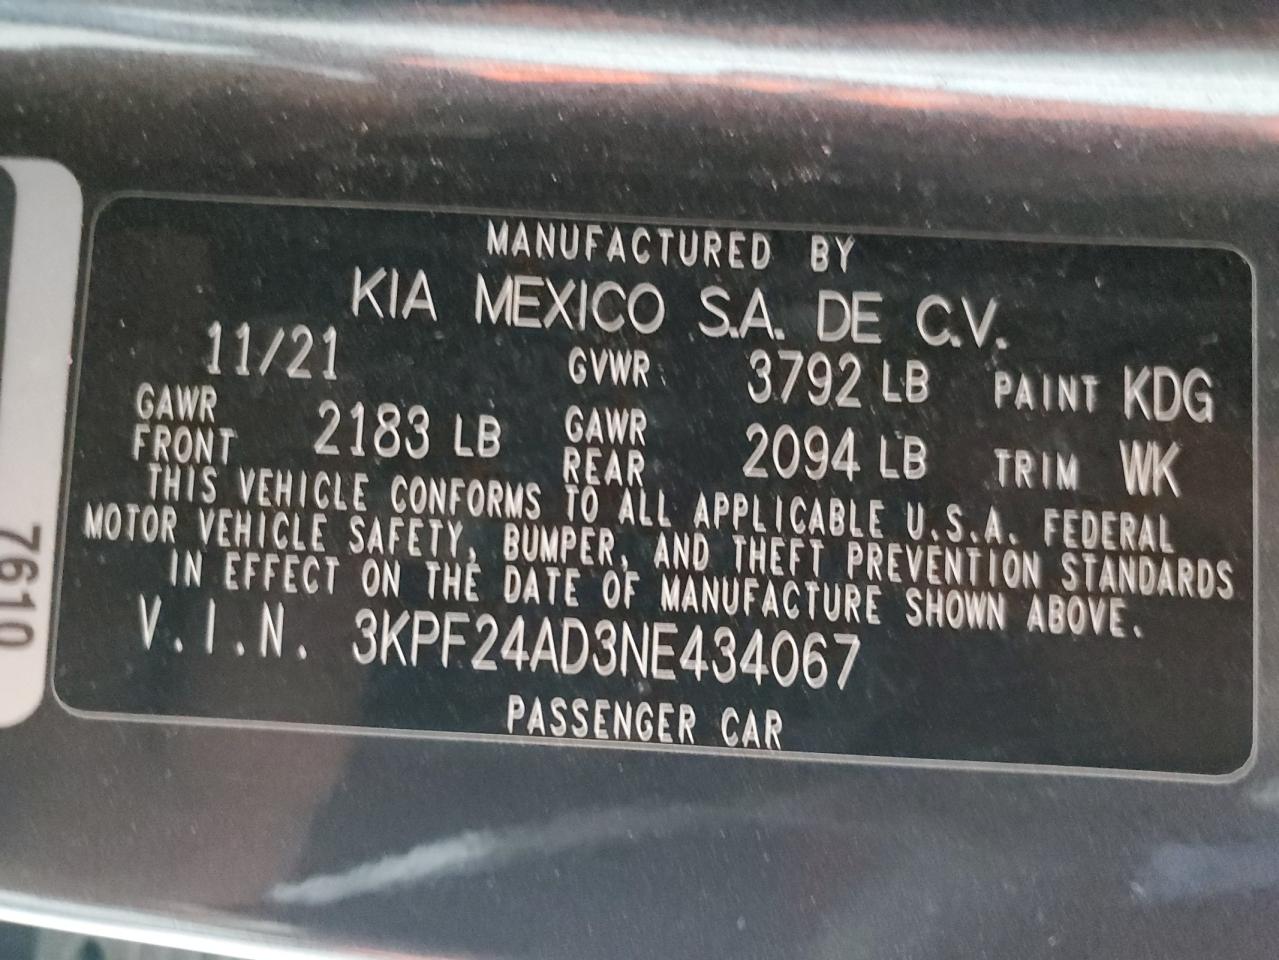 MANUFACTURED BY
KIA MEXICO S.A. DE C.V.
11/21 GVWR: 3792 LB PAINT KDG
GAWR FRONT 2183 LB GAWR REAR 2094 LB TRIM WK
THIS VEHICLE CONFORMS TO ALL APPLICABLE U.S.A. FEDERAL
MOTOR VEHICLE SAFETY, BUMPER, AND THEFT PREVENTION STANDARDS
IN EFFECT ON THE DATE OF MANUFACTURE SHOWN ABOVE.
V.I.N. 3KPF24AD3NE434067
PASSENGER CAR
7610